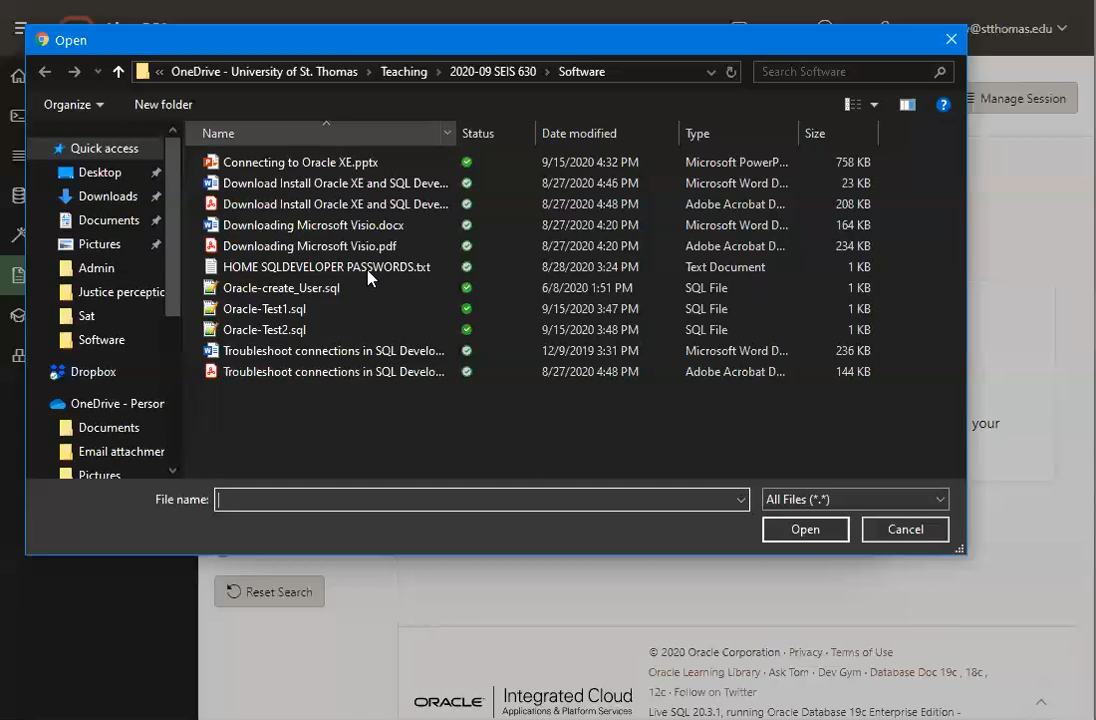 Open
@stthomas.edu
« OneDrive - University of St. Thomas > Teaching > 2020-09 SEIS 630 > Software
Search Software
Organize
New folder
Manage Session
Name Status Date modified Type Size
Quick access
Desktop
Downloads
Documents
Pictures
Admin
Justice perceptic
Sat
Software
Dropbox
OneDrive - Person
Documents
Email attachmer
Pictures
Connecting to Oracle XE.pptx 9/15/2020 4:32 PM Microsoft PowerP... 758 KB
Download Install Oracle XE and SQL Deve... 8/27/2020 4:46 PM Microsoft Word D... 23 KB
Download Install Oracle XE and SQL Deve... 8/27/2020 4:48 PM Adobe Acrobat D... 208 KB
Downloading Microsoft Visio.docx 8/27/2020 4:20 PM Microsoft Word D... 164 KB
Downloading Microsoft Visio.pdf 8/27/2020 4:20 PM Adobe Acrobat D... 234 KB
HOME SQLDEVELOPER PASSWORDS.txt 8/28/2020 3:24 PM Text Document 1 KB
Oracle-create_User.sql 6/8/2020 1:51 PM SQL File 1 KB
Oracle-Test1.sql 9/15/2020 3:47 PM SQL File 1 KB
Oracle-Test2.sql 9/15/2020 3:48 PM SQL File 1 KB
Troubleshoot connections in SQL Develo... 12/9/2019 3:31 PM Microsoft Word D... 236 KB
Troubleshoot connections in SQL Develo... 8/27/2020 4:48 PM Adobe Acrobat D... 144 KB
your
File name:
All Files (*.*)
Open
Cancel
Reset Search
© 2020 Oracle Corporation · Privacy · Terms of Use
Oracle Learning Library · Ask Tom · Dev Gym · Database Doc 19c , 18c ,
12c · Follow on Twitter
Live SQL 20.3.1, running Oracle Database 19c Enterprise Edition -
ORACLE Integrated Cloud
Applications & Platform Services